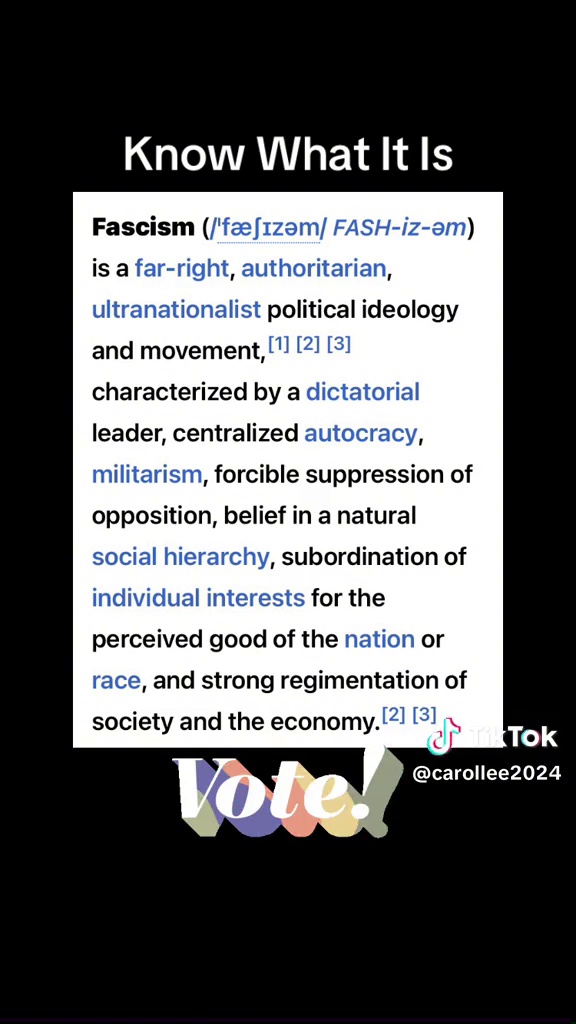 Know What It Is
Fascism (/ˈfæʃɪzəm/ FASH-iz-əm)
is a far-right, authoritarian,
ultranationalist political ideology
and movement,[1] [2] [3]
characterized by a dictatorial
leader, centralized autocracy,
militarism, forcible suppression of
opposition, belief in a natural
social hierarchy, subordination of
individual interests for the
perceived good of the nation or
race, and strong regimentation of
society and the economy.[2] [3]
TikTok
@carollee2024
Vote!